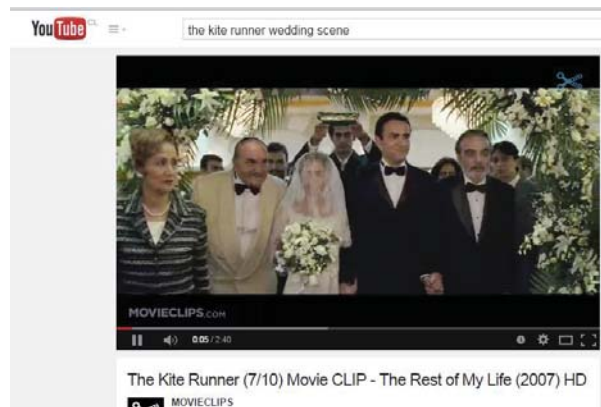 YouTube CL
the kite runner wedding scene
MOVIECLIPS.COM
0:05 / 2:40
The Kite Runner (7/10) Movie CLIP - The Rest of My Life (2007) HD
MOVIECLIPS